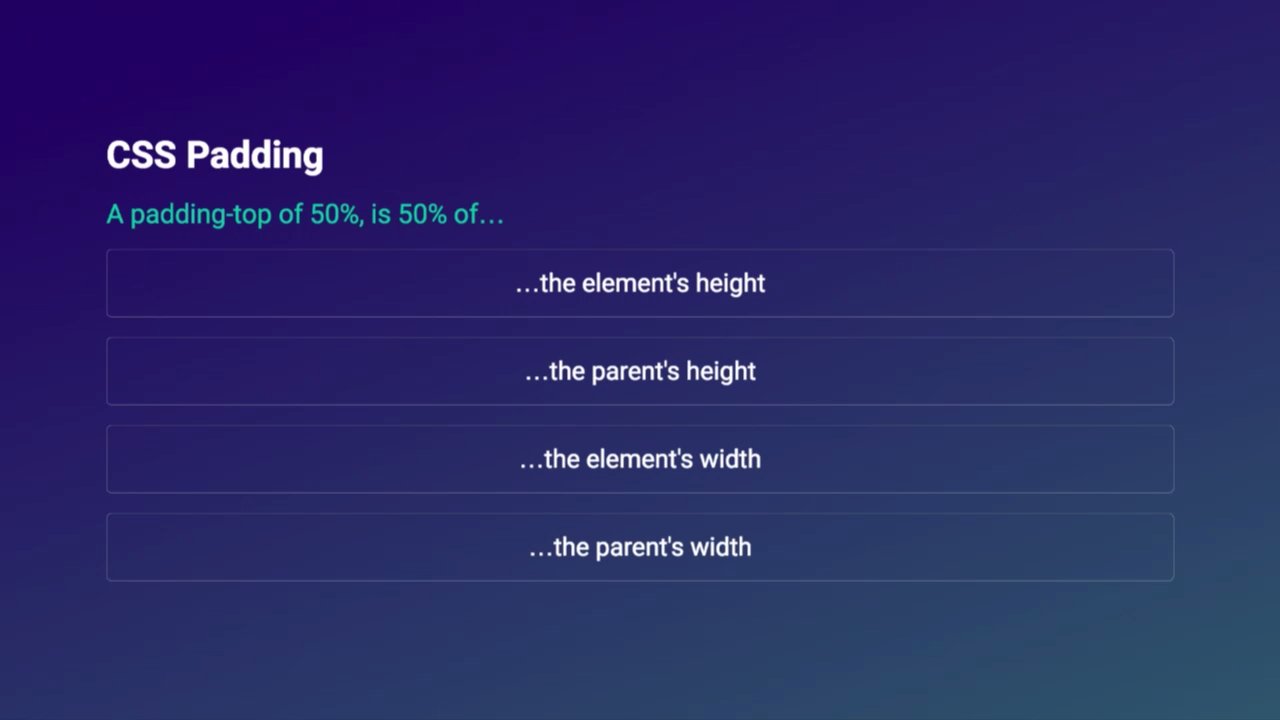 CSS Padding
A padding-top of 50%, is 50% of…
…the element's height
…the parent's height
…the element's width
…the parent's width